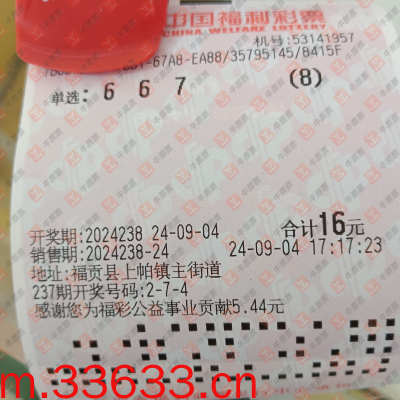 中国福利彩票
CHINA WELFARE LOTTERY
机号:53141957
67A8-EA88/35795145/8415F
单选: 6 6 7 (8)
开奖期:2024238 24-09-04 合计16元
销售期:2024238-24 24-09-04 17:17:23
地址:福贡县上帕镇主街道
237期开奖号码:2-7-4
感谢您为福彩公益事业贡献5.44元
m.33633.cn